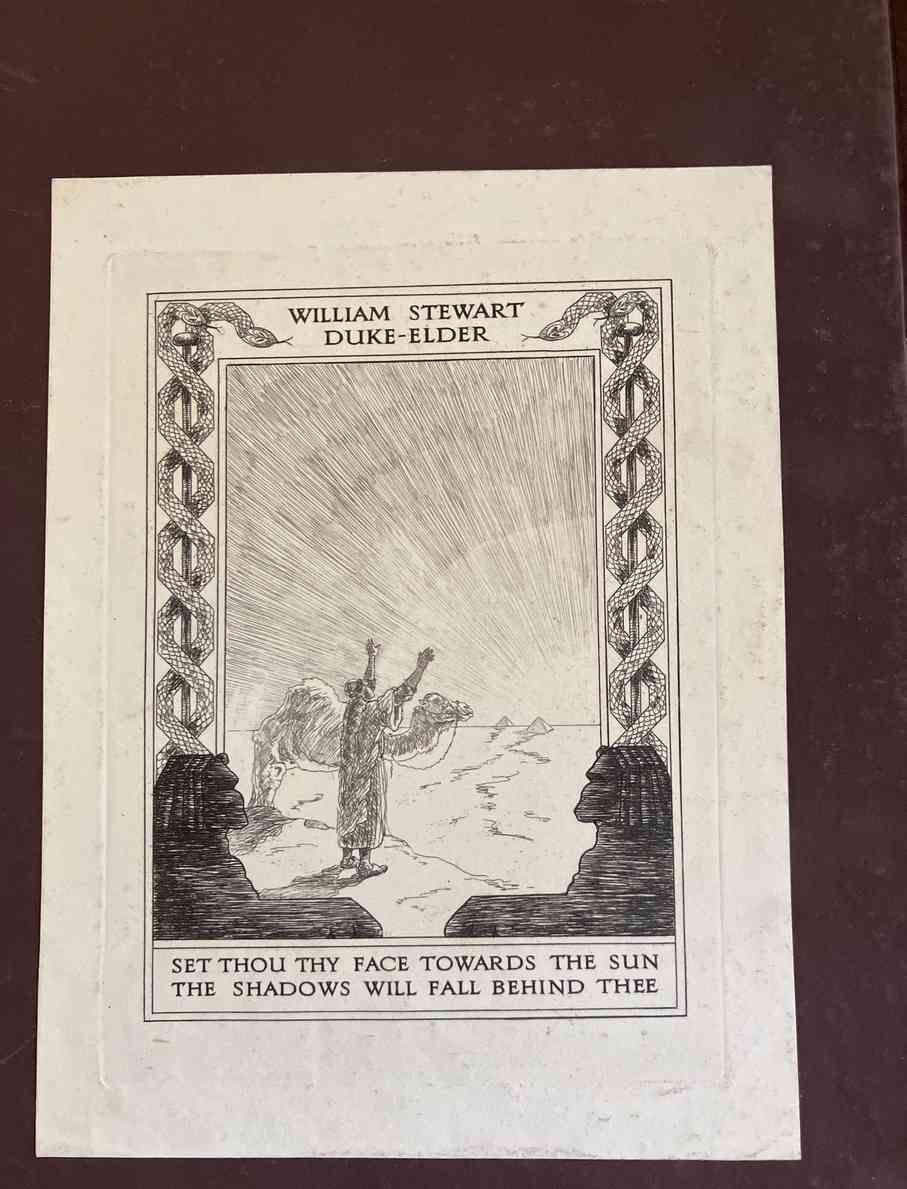 WILLIAM STEWART
DUKE-ELDER
SET THOU THY FACE TOWARDS THE SUN
THE SHADOWS WILL FALL BEHIND THEE